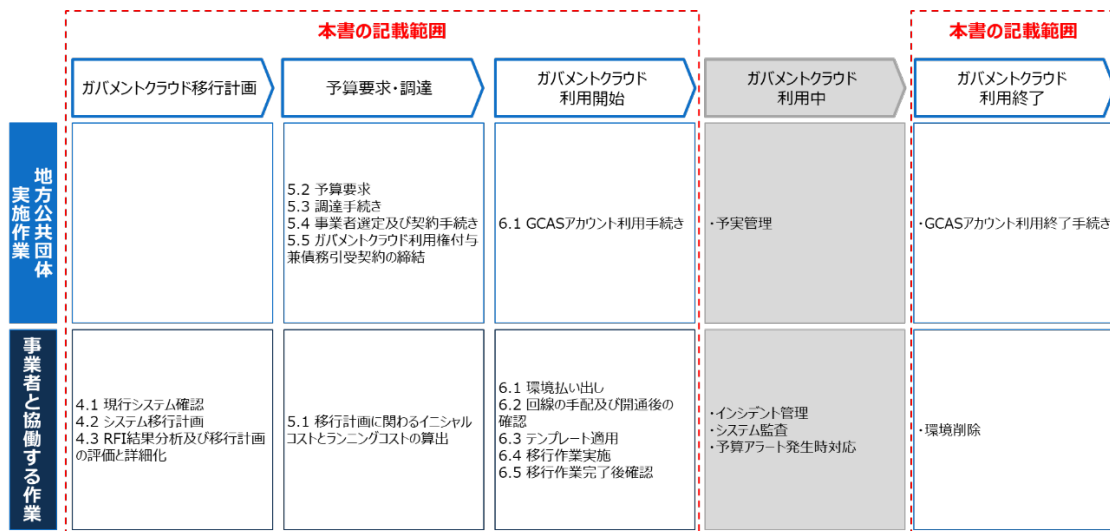 本書の記載範囲
本書の記載範囲
ガバメントクラウド移行計画
予算要求・調達
ガバメントクラウド
利用開始
ガバメントクラウド
利用中
ガバメントクラウド
利用終了
地方公共団体
実施作業
5.2 予算要求
5.3 調達手続き
5.4 事業者選定及び契約手続き
5.5 ガバメントクラウド利用権付与
兼債務引受契約の締結
6.1 GCASアカウント利用手続き
・予実管理
・GCASアカウント利用終了手続き
事業者と協働する作業
4.1 現行システム確認
4.2 システム移行計画
4.3 RFI結果分析及び移行計画
の評価と詳細化
5.1 移行計画に関わるイニシャル
コストとランニングコストの算出
6.1 環境払い出し
6.2 回線の手配及び開通後の
確認
6.3 テンプレート適用
6.4 移行作業実施
6.5 移行作業完了後確認
・インシデント管理
・システム監査
・予算アラート発生時対応
・環境削除